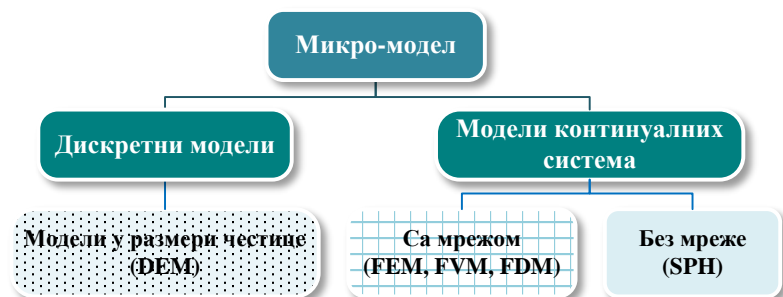 Микро-модел
Дискретни модели
Модели континуалних
система
Модели у размери честице
(DEM)
Са мрежом
(FEM, FVM, FDM)
Без мреже
(SPH)